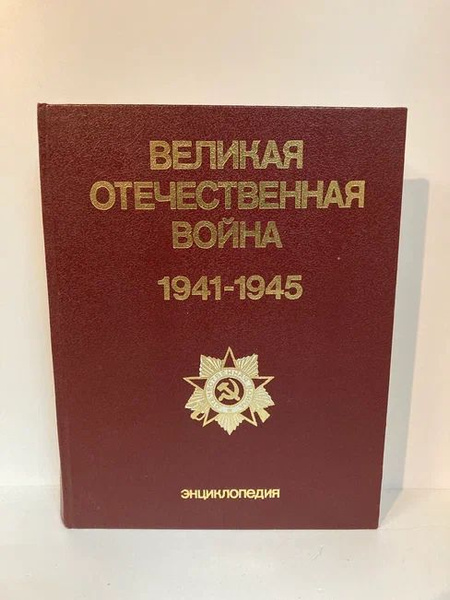 ВЕЛИКАЯ
ОТЕЧЕСТВЕННАЯ
ВОЙНА
1941-1945
ЭНЦИКЛОПЕДИЯ